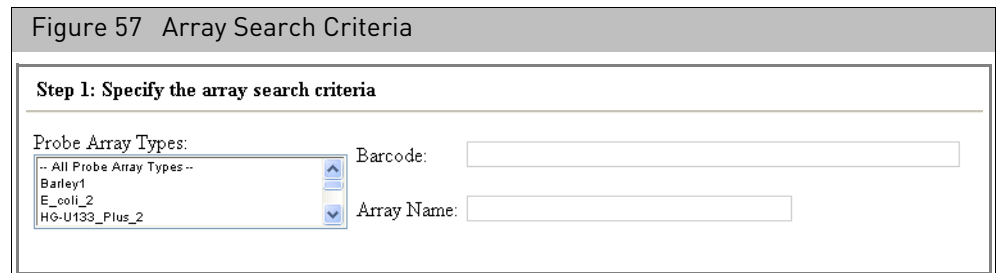 Figure 57 Array Search Criteria
Step 1: Specify the array search criteria
Probe Array Types:
-- All Probe Array Types --
Barley1
E_coli_2
HG-U133_Plus_2
Barcode:
Array Name: